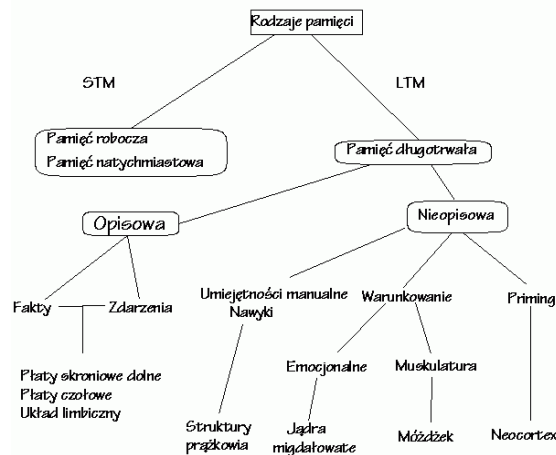 Rodzaje pamięci
STM
LTM
Pamięć robocza
Pamięć natychmiastowa
Pamięć długotrwała
Opisowa
Nieopisowa
Fakty
Zdarzenia
Umiejętności manualne
Nawyki
Warunkowanie
Priming
Płaty skroniowe dolne
Płaty czołowe
Układ limbiczny
Emocjonalne
Muskulatura
Struktury
prążkowia
Jądra
migdałowate
Móżdżek
Neocortex